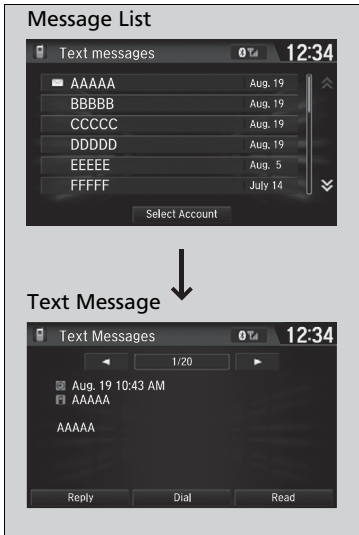 Message List
Text messages 12:34
AAAAA Aug. 19
BBBBB Aug. 19
CCCCC Aug. 19
DDDDD Aug. 19
EEEEE Aug. 5
FFFFF July 14
Select Account
Text Message
Text Messages 12:34
1/20
Aug. 19 10:43 AM
AAAAA
AAAAA
Reply Dial Read